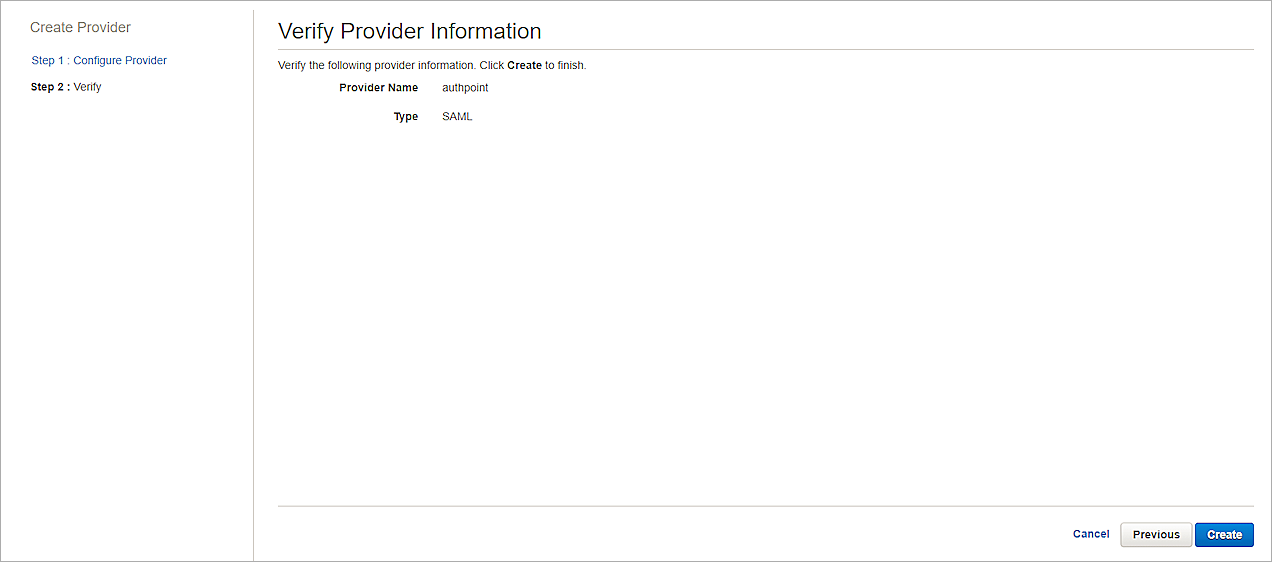 Create Provider
Step 1 : Configure Provider
Step 2 : Verify
Verify Provider Information
Verify the following provider information. Click Create to finish.
Provider Name authpoint
Type SAML
Cancel Previous Create